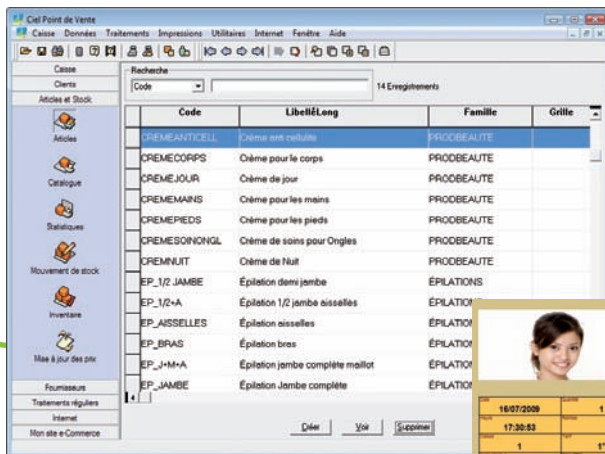 Ciel Point de Vente
Caisse Données Traitements Impressions Utilitaires Internet Fenêtre Aide
Caisse
Clients
Articles et Stock
Articles
Catalogue
Statistiques
Mouvement de stock
Inventaire
Mise à jour des prix
Fournisseurs
Traitements réguliers
Internet
Mon site e-Commerce
Recherche
Code
14 Enregistrements
Code LibelléLong Famille Grille
CREMEANTICELL Crème anti cellulite PRODBEAUTE
CREMECORPS Crème pour le corps PRODBEAUTE
CREMEJOUR Crème de jour PRODBEAUTE
CREMEMAINS Crème pour les mains PRODBEAUTE
CREMEPIEDS Crème pour les pieds PRODBEAUTE
CREMESOINONGL Crème de soins pour Ongles PRODBEAUTE
CREMNUIT Crème de Nuit PRODBEAUTE
EP_1/2 JAMBE Épilation demi jambe ÉPILATIONS
EP_1/2+A Épilation 1/2 jambe aisselles ÉPILATION
EP_AISSELLES Épilation aisselles ÉPILATION
EP_BRAS Épilation bras ÉPILATION
EP_J+M+A Épilation jambe complète maillot ÉPILATION
EP_JAMBE Épilation Jambe complète ÉPILATION
Créer Voir Supprimer
16/07/2009 1
17:30:53
1 1